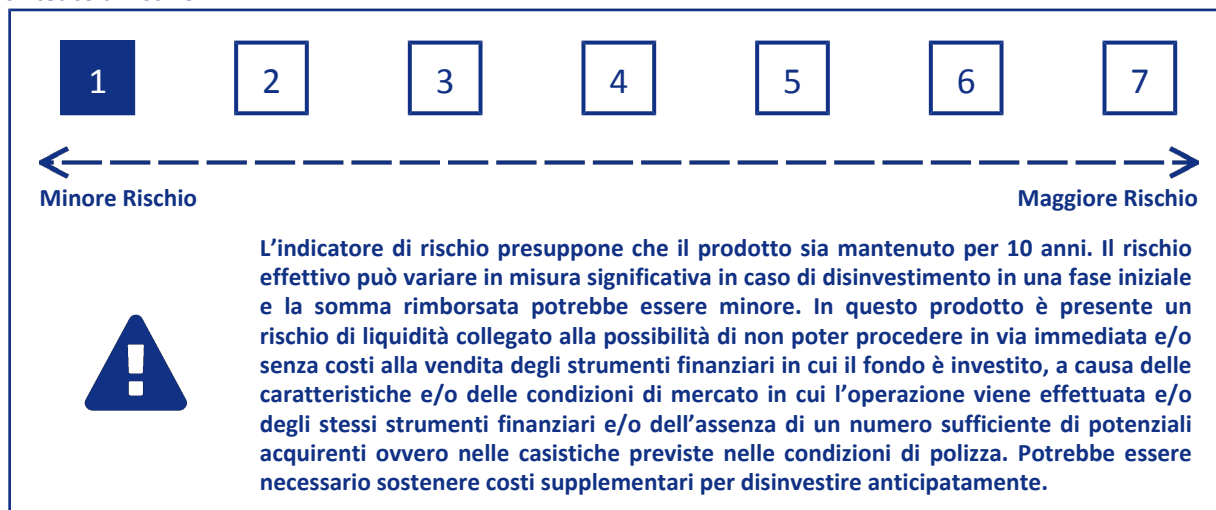 1 2 3 4 5 6 7
Minore Rischio Maggiore Rischio
L'indicatore di rischio presuppone che il prodotto sia mantenuto per 10 anni. Il rischio
effettivo può variare in misura significativa in caso di disinvestimento in una fase iniziale
e la somma rimborsata potrebbe essere minore. In questo prodotto è presente un
rischio di liquidità collegato alla possibilità di non poter procedere in via immediata e/o
senza costi alla vendita degli strumenti finanziari in cui il fondo è investito, a causa delle
caratteristiche e/o delle condizioni di mercato in cui l'operazione viene effettuata e/o
degli stessi strumenti finanziari e/o dell'assenza di un numero sufficiente di potenziali
acquirenti ovvero nelle casistiche previste nelle condizioni di polizza. Potrebbe essere
necessario sostenere costi supplementari per disinvestire anticipatamente.